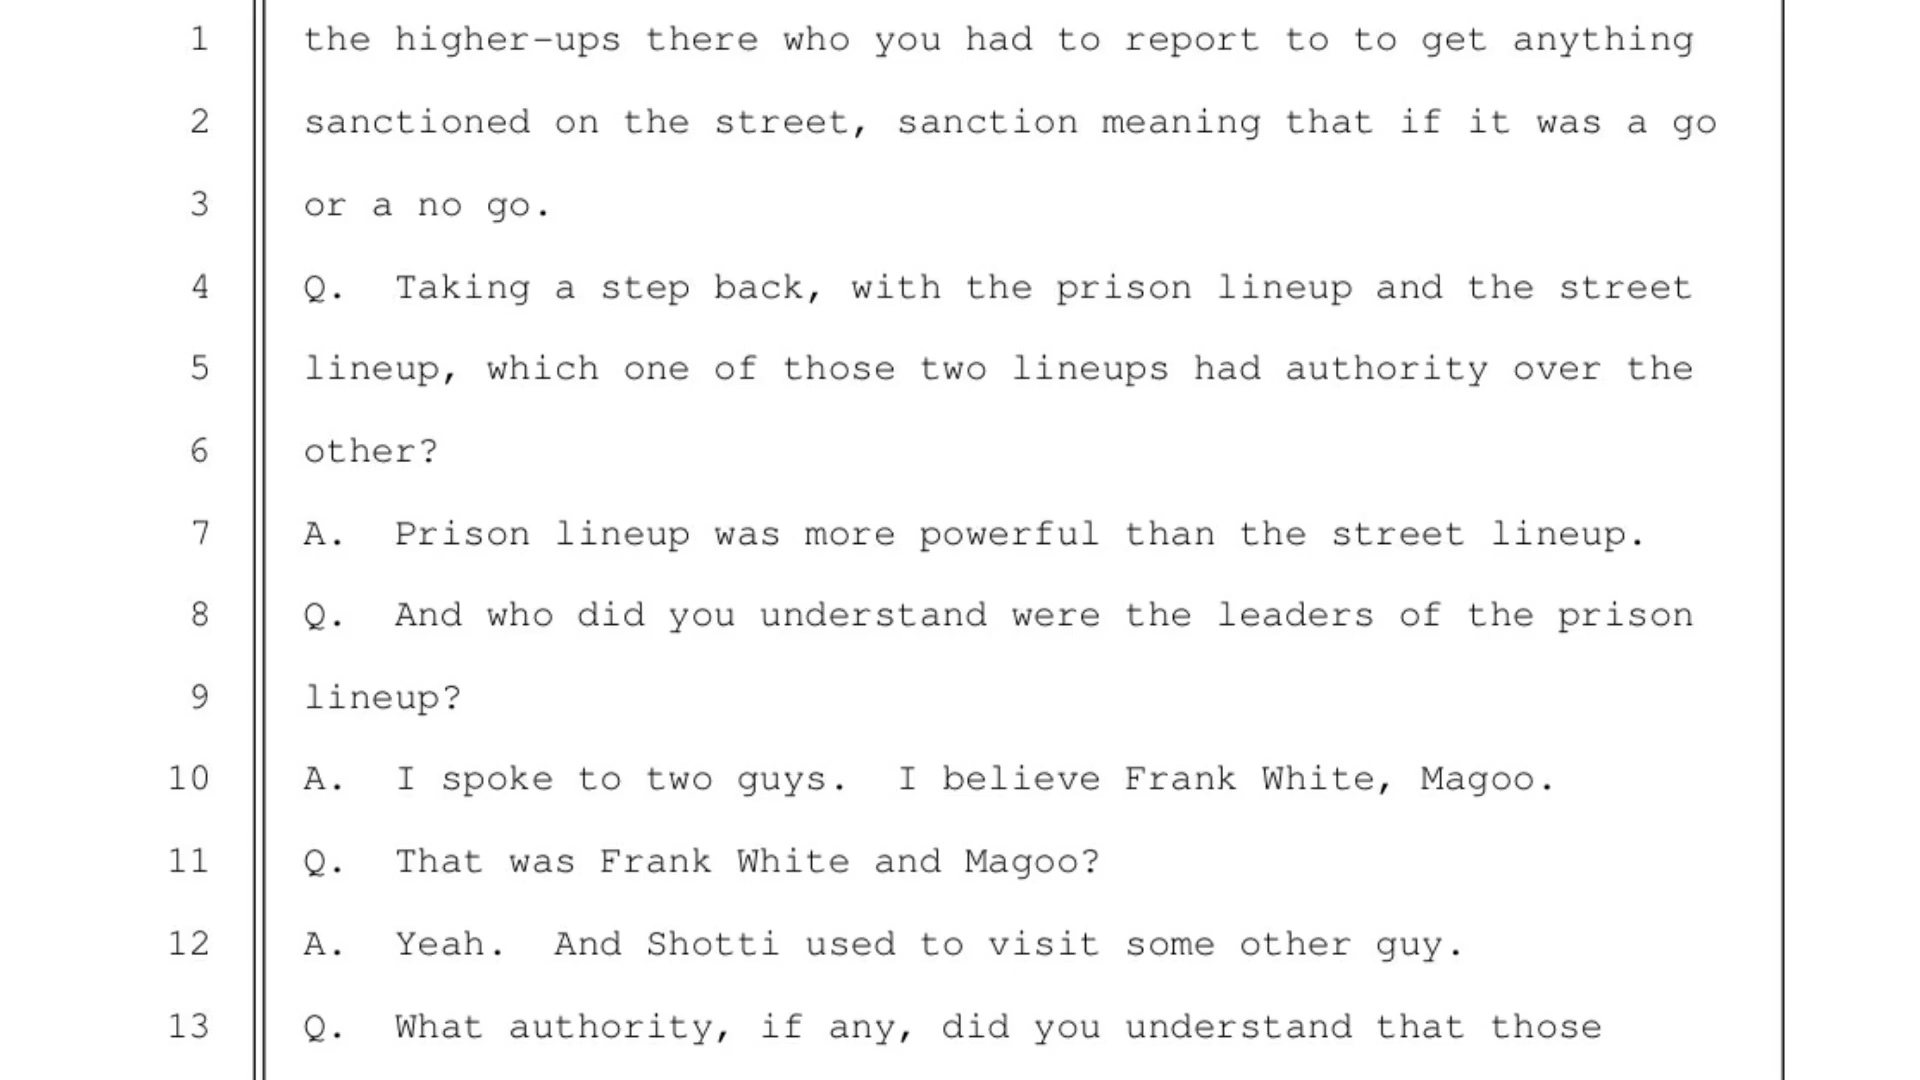 1 the higher-ups there who you had to report to to get anything
2 sanctioned on the street, sanction meaning that if it was a go
3 or a no go.
4 Q. Taking a step back, with the prison lineup and the street
5 lineup, which one of those two lineups had authority over the
6 other?
7 A. Prison lineup was more powerful than the street lineup.
8 Q. And who did you understand were the leaders of the prison
9 lineup?
10 A. I spoke to two guys. I believe Frank White, Magoo.
11 Q. That was Frank White and Magoo?
12 A. Yeah. And Shotti used to visit some other guy.
13 Q. What authority, if any, did you understand that those